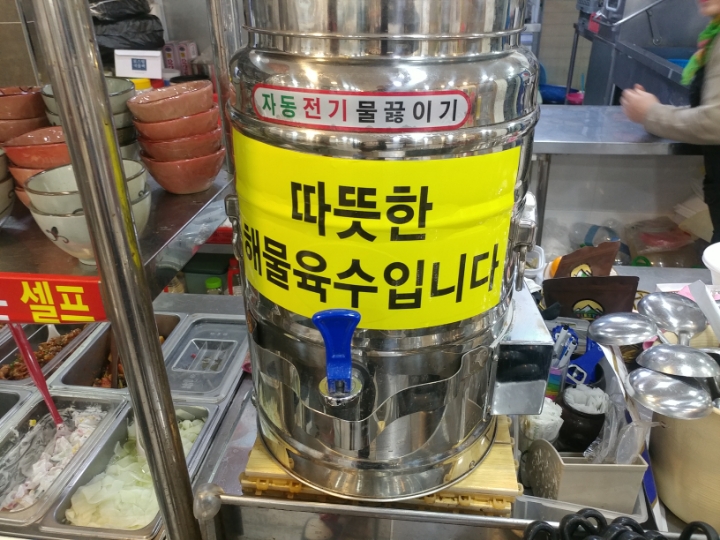 자동전기물끓이기
따뜻한
해물육수입니다
셀프